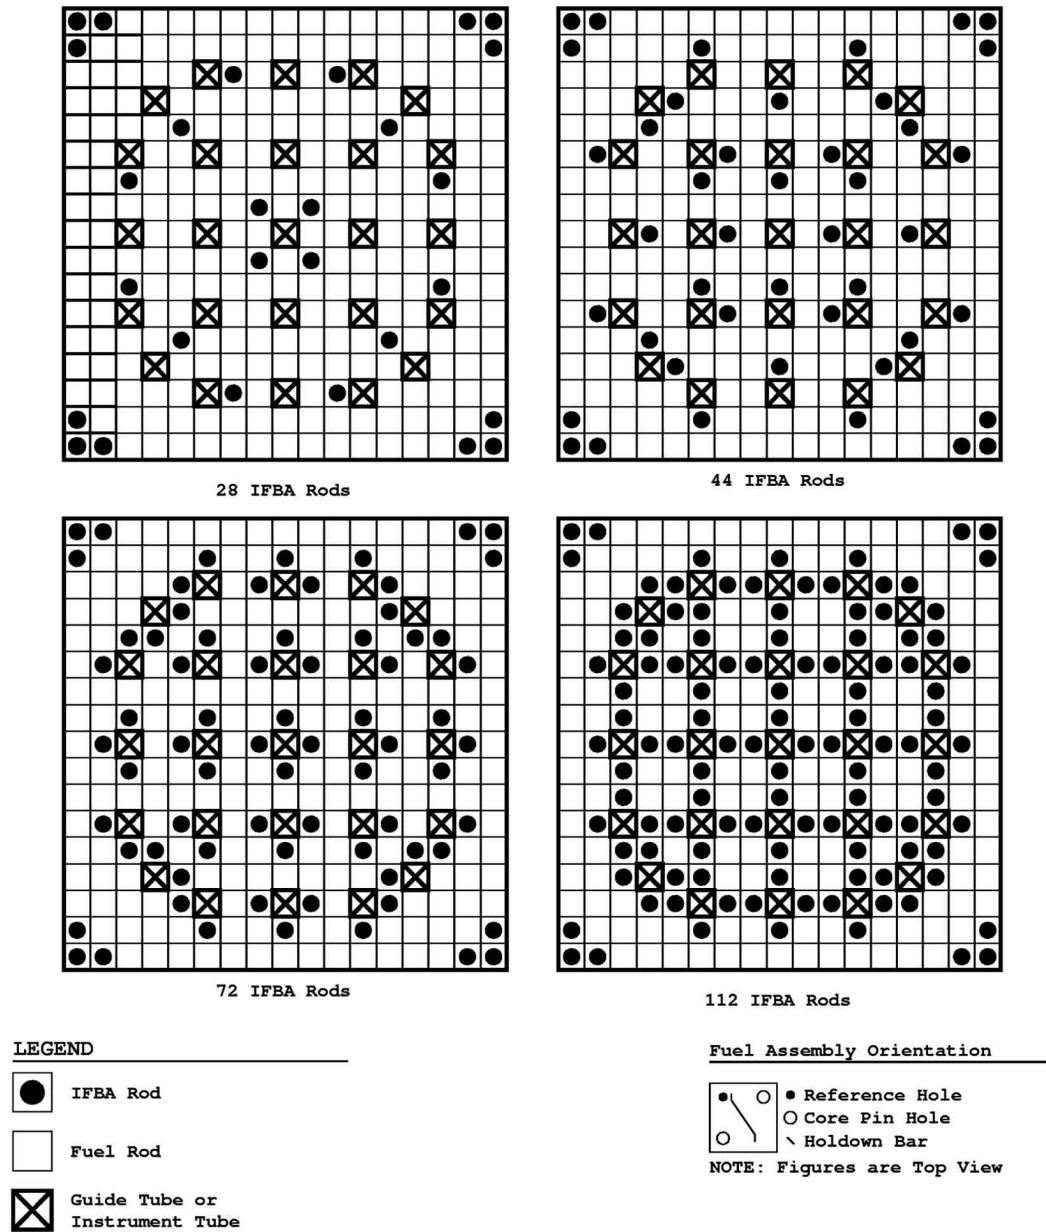 28 IFBA Rods
44 IFBA Rods
72 IFBA Rods
112 IFBA Rods
LEGEND
IFBA Rod
Fuel Rod
Guide Tube or
Instrument Tube
Fuel Assembly Orientation
Reference Hole
Core Pin Hole
Holdown Bar
NOTE: Figures are Top View